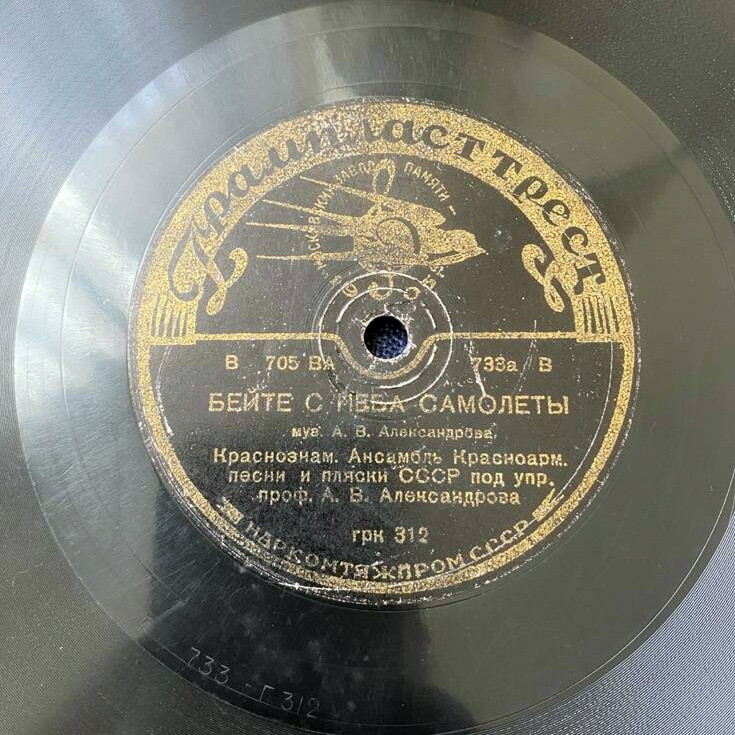 Грампласттрест
ПАМЯТИ
В 705 ВА 733а В
БЕЙТЕ С НЕБА САМОЛЕТЫ
муз. А. В. Александрова.
Краснознам. Ансамбль Красноарм.
песни и пляски СССР под упр.
проф. А. В. Александрова
грк 312
НАРКОМТЯЖПРОМ СССР
733 - Г 312